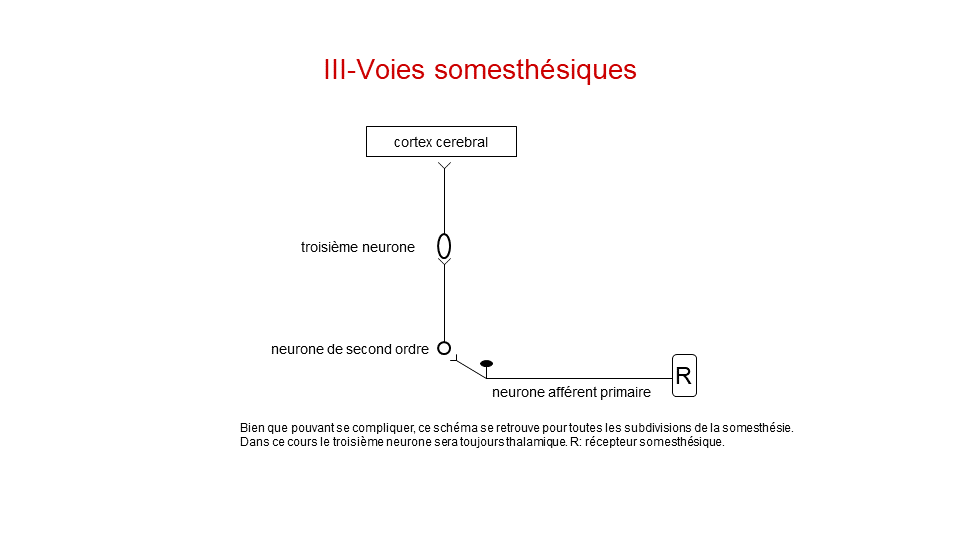 III-Voies somesthésiques
cortex cerebral
troisième neurone
neurone de second ordre
R
neurone afférent primaire
Bien que pouvant se compliquer, ce schéma se retrouve pour toutes les subdivisions de la somesthésie.
Dans ce cours le troisième neurone sera toujours thalamique. R: récepteur somesthésique.